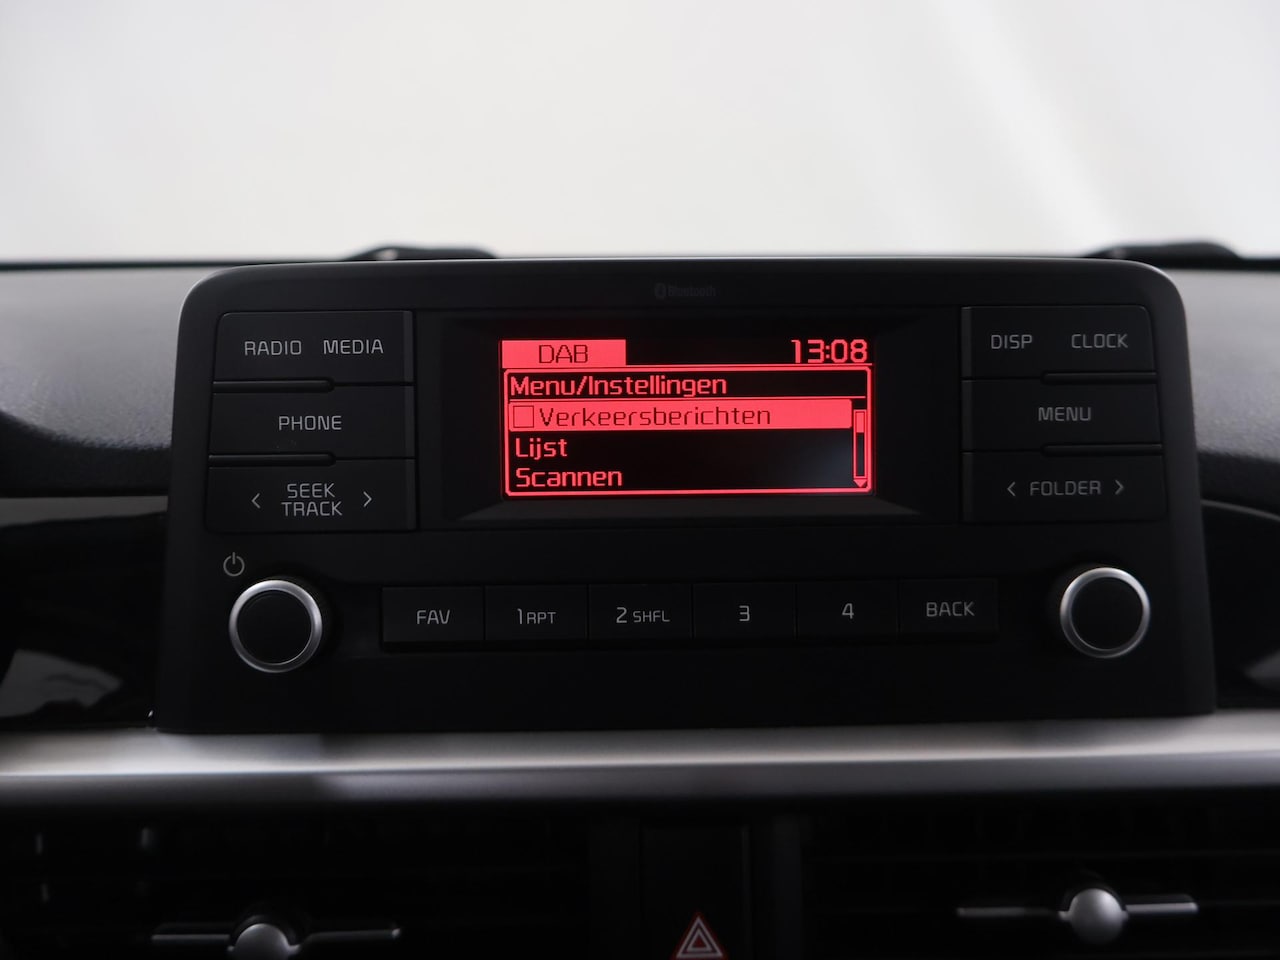 Bluetooth
RADIO MEDIA
PHONE
< SEEK TRACK >
DAB 13:08
Menu/Instellingen
Verkeersberichten
Lijst
Scannen
DISP CLOCK
MENU
< FOLDER >
FAV 1 RPT 2 SHFL 3 4 BACK